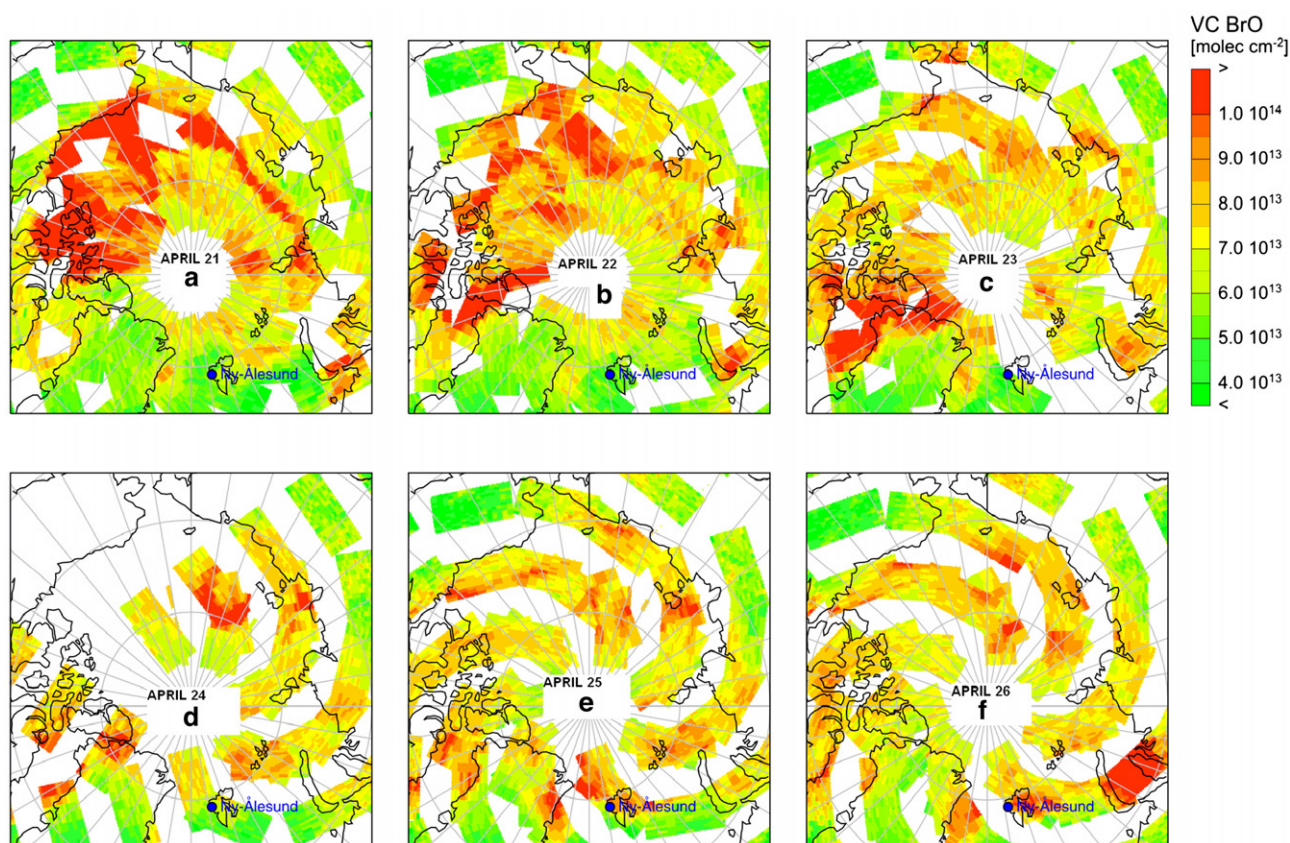 VC BrO
[molec cm⁻²]
>
1.0 10¹⁴
9.0 10¹³
8.0 10¹³
7.0 10¹³
6.0 10¹³
5.0 10¹³
4.0 10¹³
<
APRIL 21
a
Ny-Ålesund
APRIL 22
b
Ny-Ålesund
APRIL 23
c
Ny-Ålesund
APRIL 24
d
Ny-Ålesund
APRIL 25
e
Ny-Ålesund
APRIL 26
f
Ny-Ålesund